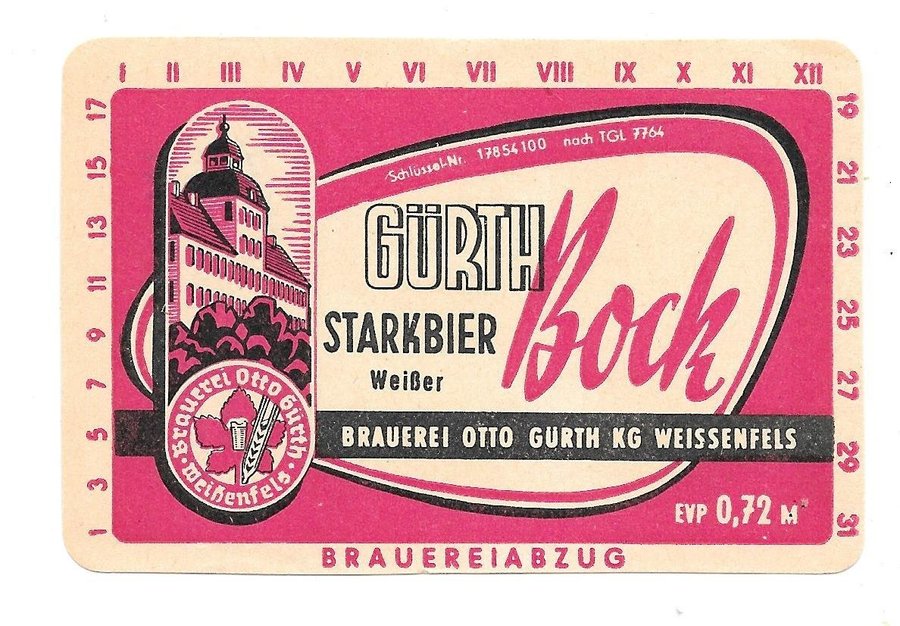 I II III IV V VI VII VIII IX X XI XII
17
15
13
11
9
7
5
3
1
19
21
23
25
27
29
31
Schlüssel-Nr. 17854100 nach TGL 7764
GÜRTH
Bock
STARKBIER
Weißer
Brauerei Otto Gürth
Weißenfels
BRAUEREI OTTO GÜRTH KG WEISSENFELS
EVP 0,72 M
BRAUEREIABZUG